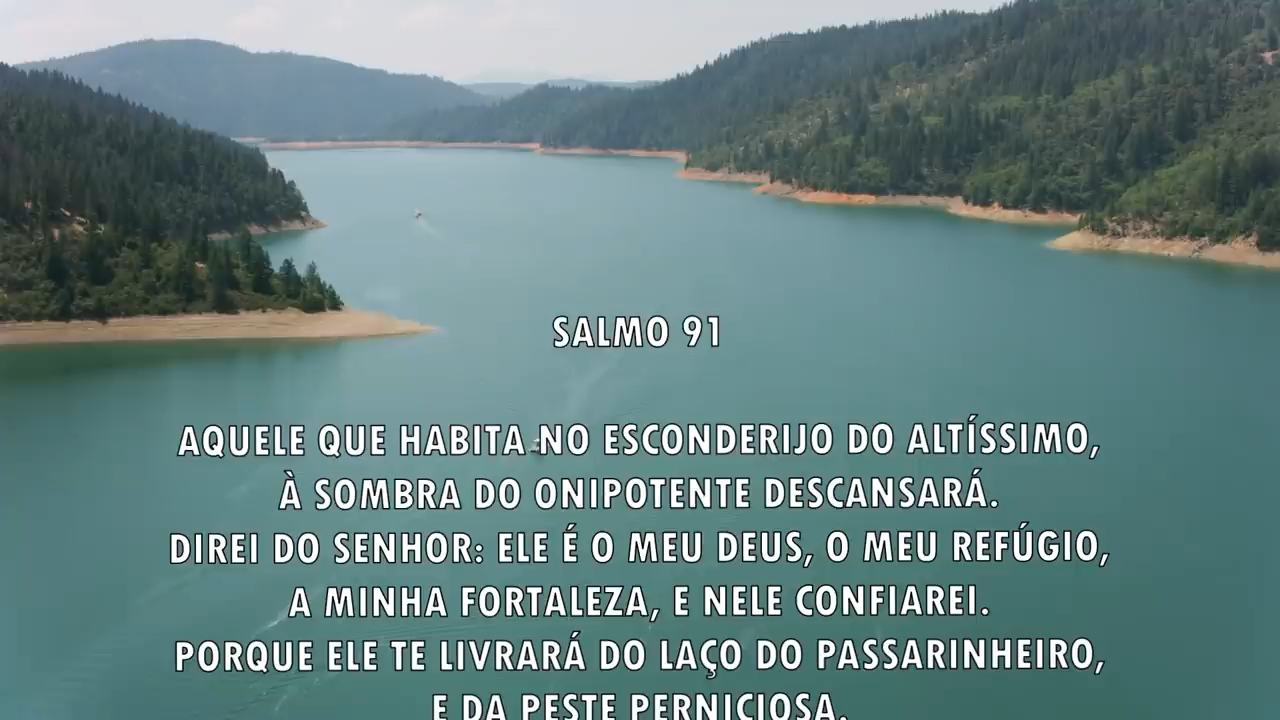 SALMO 91
AQUELE QUE HABITA NO ESCONDERIJO DO ALTÍSSIMO,
À SOMBRA DO ONIPOTENTE DESCANSARÁ.
DIREI DO SENHOR: ELE É O MEU DEUS, O MEU REFÚGIO,
A MINHA FORTALEZA, E NELE CONFIAREI.
PORQUE ELE TE LIVRARÁ DO LAÇO DO PASSARINHEIRO,
E DA PESTE PERNICIOSA.